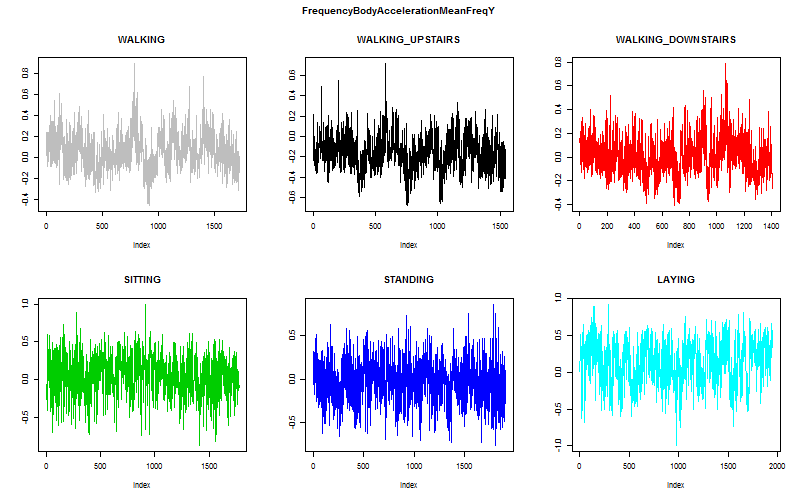 FrequencyBodyAccelerationMeanFreqY
WALKING
WALKING_UPSTAIRS
WALKING_DOWNSTAIRS
0.8
0.6
0.4
0.2
0.0
-0.2
-0.4
0 500 1000 1500
Index
0.6
0.4
0.2
0.0
-0.2
-0.4
-0.6
0 500 1000 1500
Index
0.8
0.6
0.4
0.2
0.0
-0.2
-0.4
0 200 400 600 800 1000 1200 1400
Index
SITTING
STANDING
LAYING
1.0
0.5
0.0
-0.5
0 500 1000 1500
Index
0.5
0.0
-0.5
0 500 1000 1500
Index
1.0
0.5
0.0
-0.5
-1.0
0 500 1000 1500 2000
Index